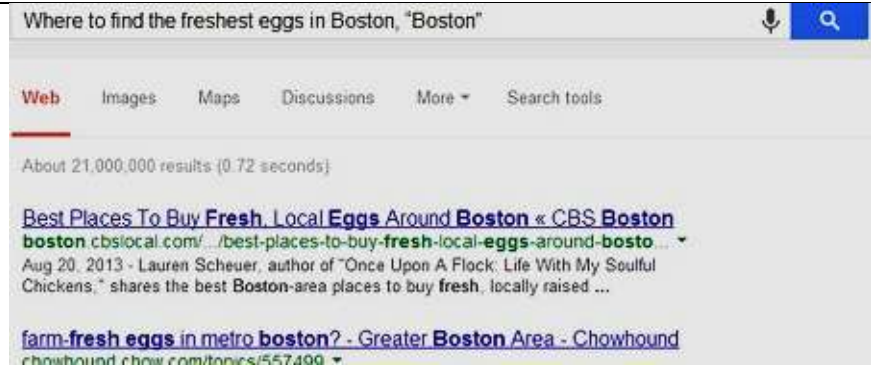 Where to find the freshest eggs in Boston, “Boston”
Web Images Maps Discussions More Search tools
About 21,000,000 results (0.72 seconds)
Best Places To Buy Fresh, Local Eggs Around Boston « CBS Boston
boston.cbslocal.com/.../best-places-to-buy-fresh-local-eggs-around-bosto...
Aug 20, 2013 - Lauren Scheuer, author of "Once Upon A Flock: Life With My Soulful
Chickens," shares the best Boston-area places to buy fresh, locally raised ...
farm-fresh eggs in metro boston? - Greater Boston Area - Chowhound
chowhound.chow.com/topics/557499